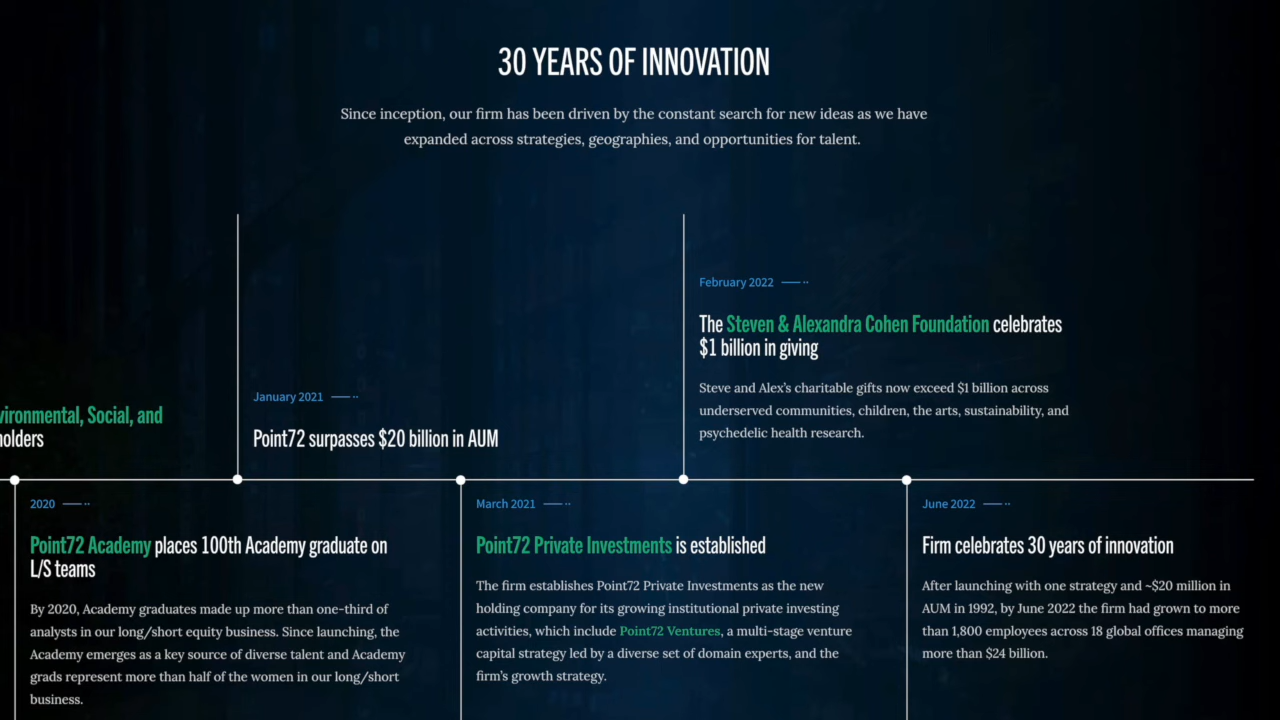 30 YEARS OF INNOVATION
Since inception, our firm has been driven by the constant search for new ideas as we have
expanded across strategies, geographies, and opportunities for talent.
Social, and
January 2021
Point72 surpasses $20 billion in AUM
February 2022
The Steven & Alexandra Cohen Foundation celebrates
$1 billion in giving
Steve and Alex's charitable gifts now exceed $1 billion across
underserved communities, children, the arts, sustainability, and
psychedelic health research.
2020
Point72 Academy places 100th Academy graduate on
L/S teams
By 2020, Academy graduates made up more than one-third of
analysts in our long/short equity business. Since launching, the
Academy emerges as a key source of diverse talent and Academy
grads represent more than half of the women in our long/short
business.
March 2021
Point72 Private Investments is established
The firm establishes Point72 Private Investments as the new
holding company for its growing institutional private investing
activities, which include Point72 Ventures, a multi-stage venture
capital strategy led by a diverse set of domain experts, and the
firm's growth strategy.
June 2022
Firm celebrates 30 years of innovation
After launching with one strategy and ~$20 million in
AUM in 1992, by June 2022 the firm had grown to more
than 1,800 employees across 18 global offices managing
more than $24 billion.